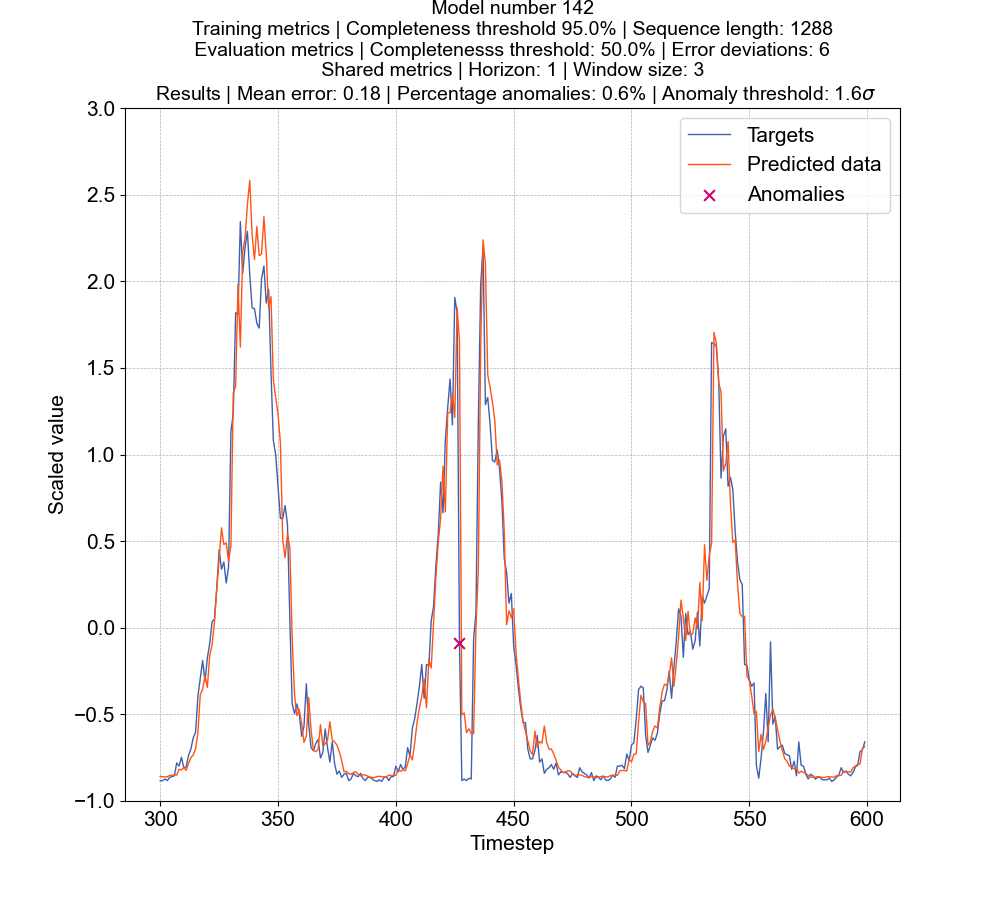 Model number 142
Training metrics | Completeness threshold 95.0% | Sequence length: 1288
Evaluation metrics | Completenesss threshold: 50.0% | Error deviations: 6
Shared metrics | Horizon: 1 | Window size: 3
Results | Mean error: 0.18 | Percentage anomalies: 0.6% | Anomaly threshold: 1.6σ
Targets
Predicted data
Anomalies
Scaled value
3.0
2.5
2.0
1.5
1.0
0.5
0.0
−0.5
−1.0
300 350 400 450 500 550 600
Timestep